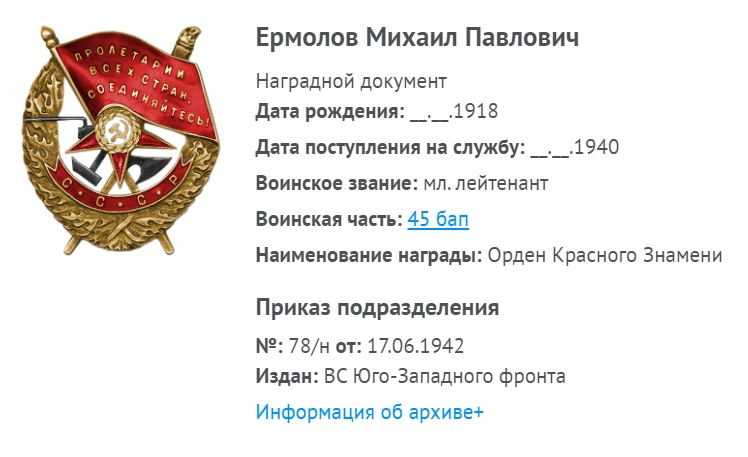 ПРОЛЕТАРИИ
ВСЕХ СТРАН,
СОЕДИНЯЙТЕСЬ!
СССР
Ермолов Михаил Павлович
Наградной документ
Дата рождения: __.__.1918
Дата поступления на службу: __.__.1940
Воинское звание: мл. лейтенант
Воинская часть: 45 бап
Наименование награды: Орден Красного Знамени
Приказ подразделения
№: 78/н от: 17.06.1942
Издан: ВС Юго-Западного фронта
Информация об архиве+